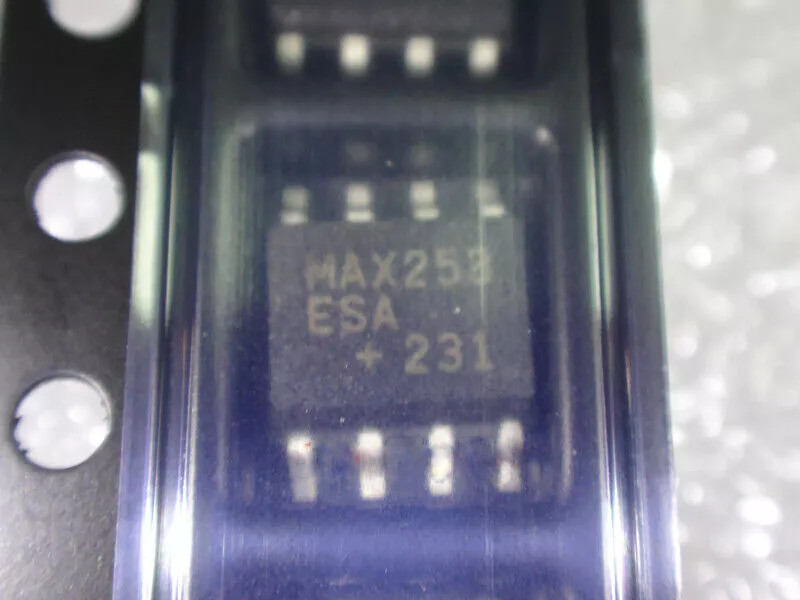 MAX253
ESA
+ 231